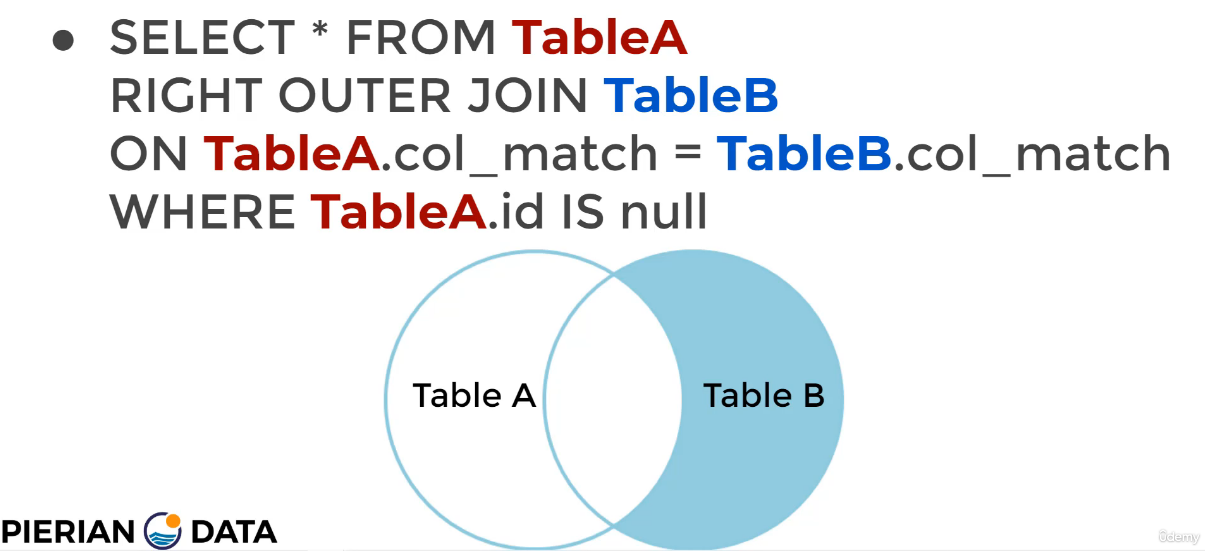 ● SELECT * FROM TableA
RIGHT OUTER JOIN TableB
ON TableA.col_match = TableB.col_match
WHERE TableA.id IS null
Table A
Table B
PIERIAN DATA
ûdemy